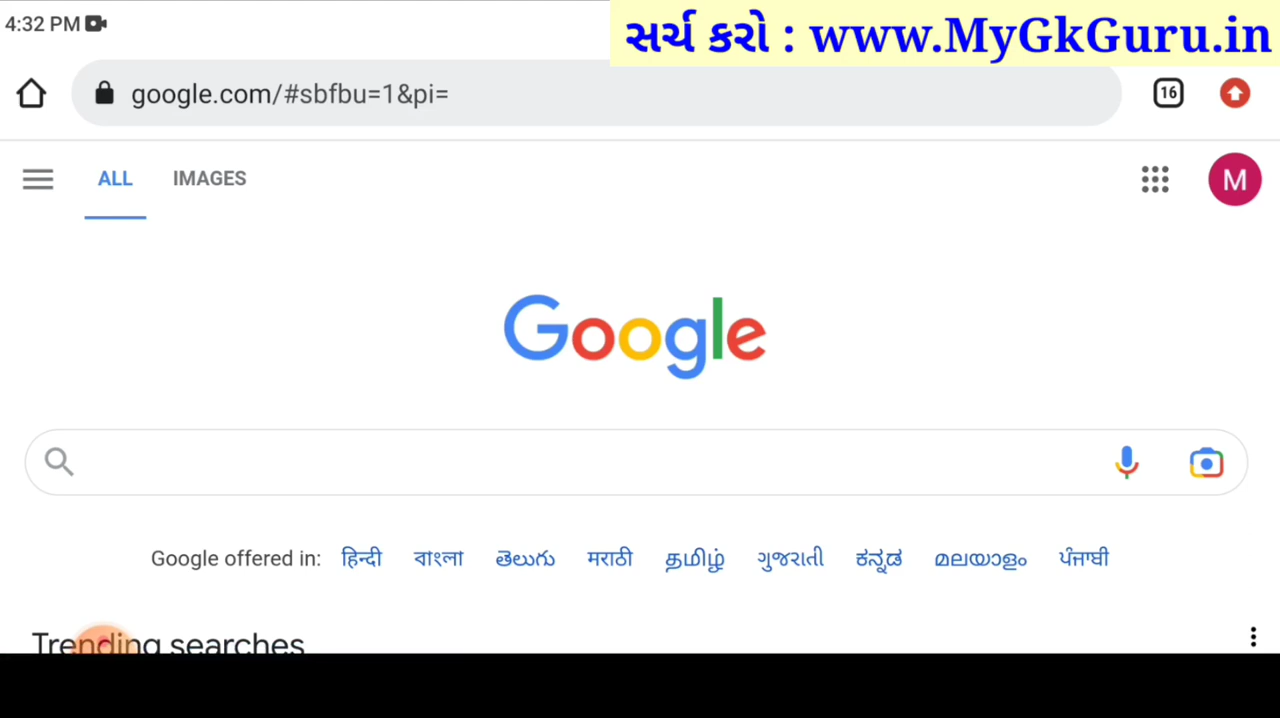 4:32 PM
સર્ચ કરો : www.MyGkGuru.in
google.com/#sbfbu=1&pi=
16
ALL IMAGES
M
Google
Google offered in: हिन्दी বাংলা తెలుగు मराठी தமிழ் ગુજરાતી ಕನ್ನಡ മലയാളം ਪੰਜਾਬੀ
Trending searches